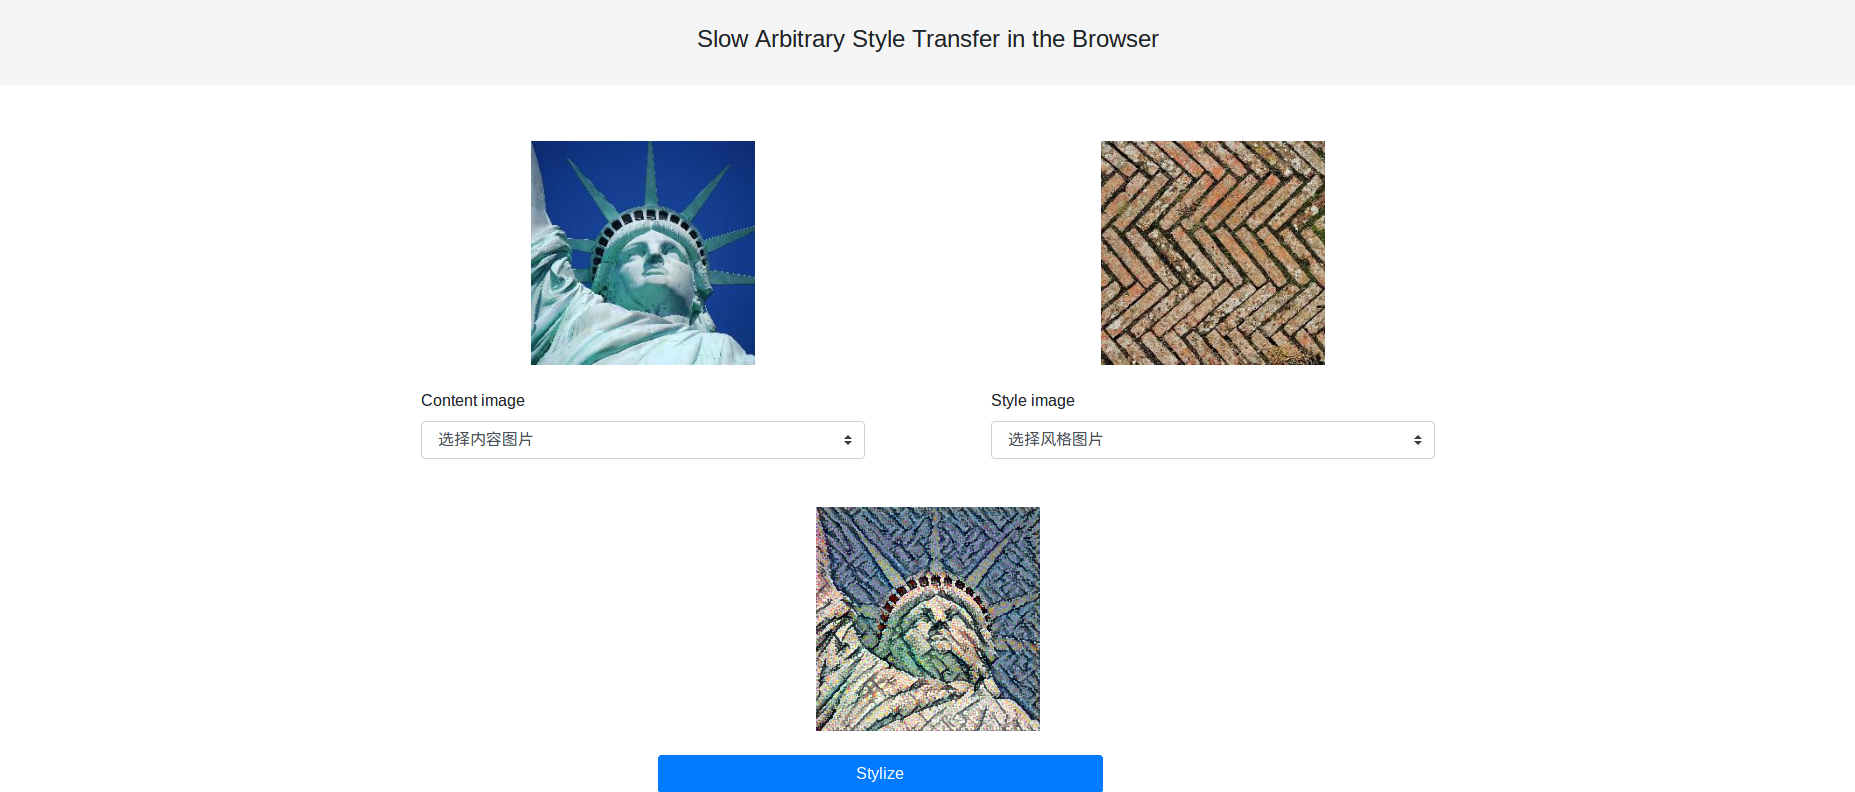 Slow Arbitrary Style Transfer in the Browser
Content image
Style image
选择内容图片
选择风格图片
Stylize